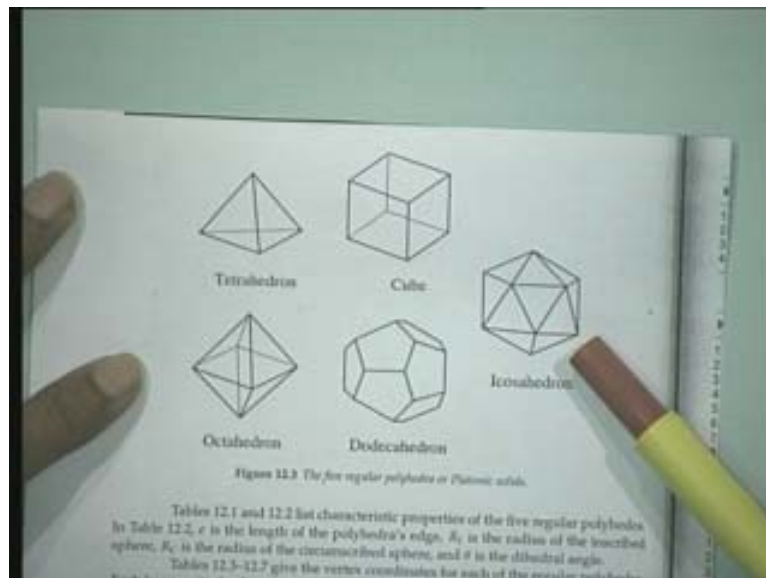 Tetrahedron
Cube
Icosahedron
Octahedron
Dodecahedron
Figure 12.3 The five regular polyhedra or Platonic solids.
Tables 12.1 and 12.2 list characteristic properties of the five regular polyhedra.
In Table 12.2, e is the length of the polyhedra's edge, is the radius of the inscribed
sphere, is the radius of the circumscribed sphere, and is the dihedral angle.
Tables 12.3–12.7 give the vertex coordinates for each of the regular polyhedra.